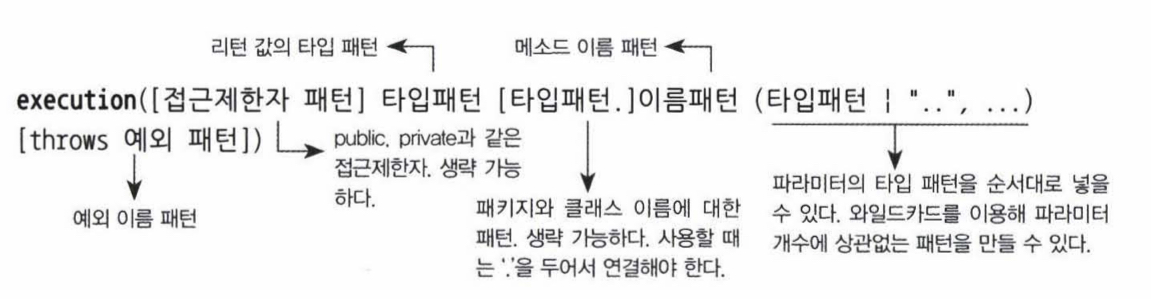 리턴 값의 타입 패턴
메소드 이름 패턴
execution([접근제한자 패턴] 타입패턴 [타입패턴.]이름패턴 (타입패턴 | "..", ...)
[throws 예외 패턴])
public, private과 같은
접근제한자. 생략 가능
하다.
예외 이름 패턴
패키지와 클래스 이름에 대한
패턴. 생략 가능하다. 사용할 때
는 '.'을 두어서 연결해야 한다.
파라미터의 타입 패턴을 순서대로 넣을
수 있다. 와일드카드를 이용해 파라미터
개수에 상관없는 패턴을 만들 수 있다.